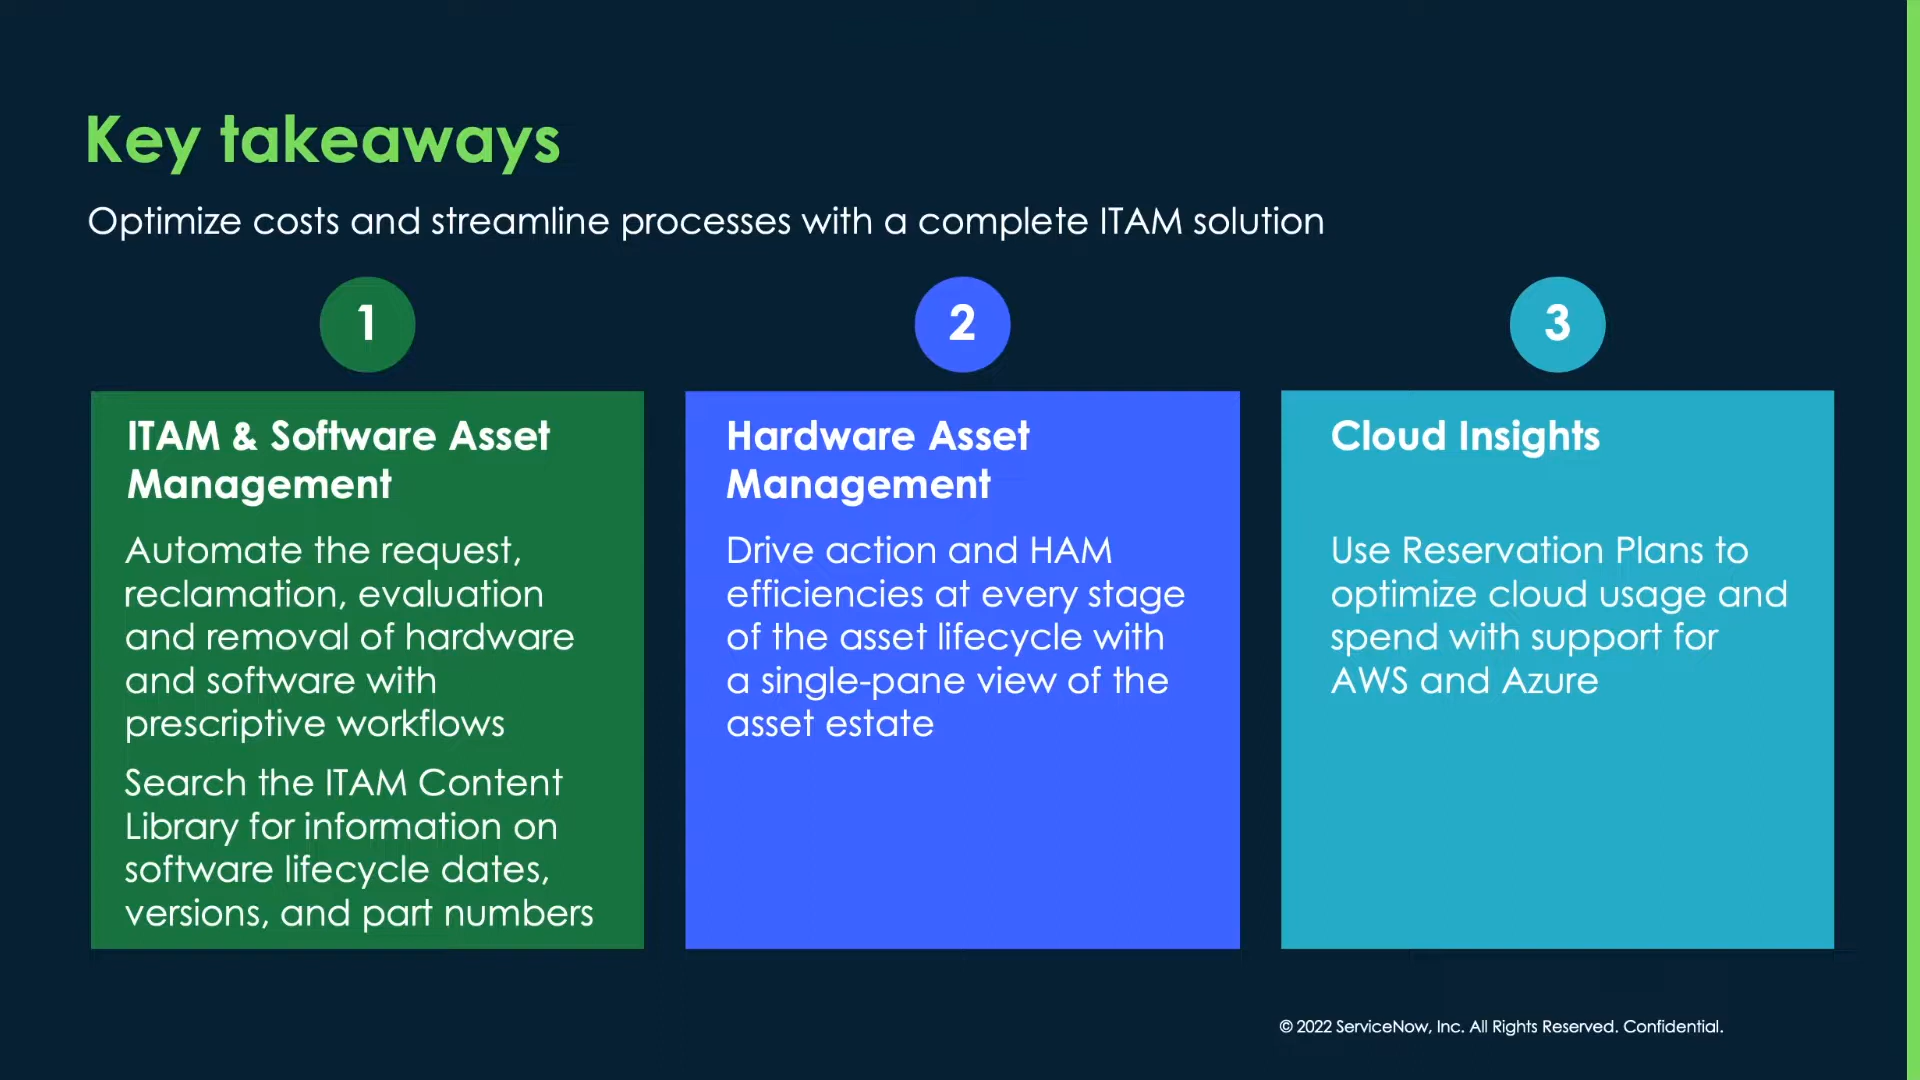 Key takeaways
Optimize costs and streamline processes with a complete ITAM solution
1
ITAM & Software Asset
Management
Automate the request,
reclamation, evaluation
and removal of hardware
and software with
prescriptive workflows
Search the ITAM Content
Library for information on
software lifecycle dates,
versions, and part numbers
2
Hardware Asset
Management
Drive action and HAM
efficiencies at every stage
of the asset lifecycle with
a single-pane view of the
asset estate
3
Cloud Insights
Use Reservation Plans to
optimize cloud usage and
spend with support for
AWS and Azure
© 2022 ServiceNow, Inc. All Rights Reserved. Confidential.